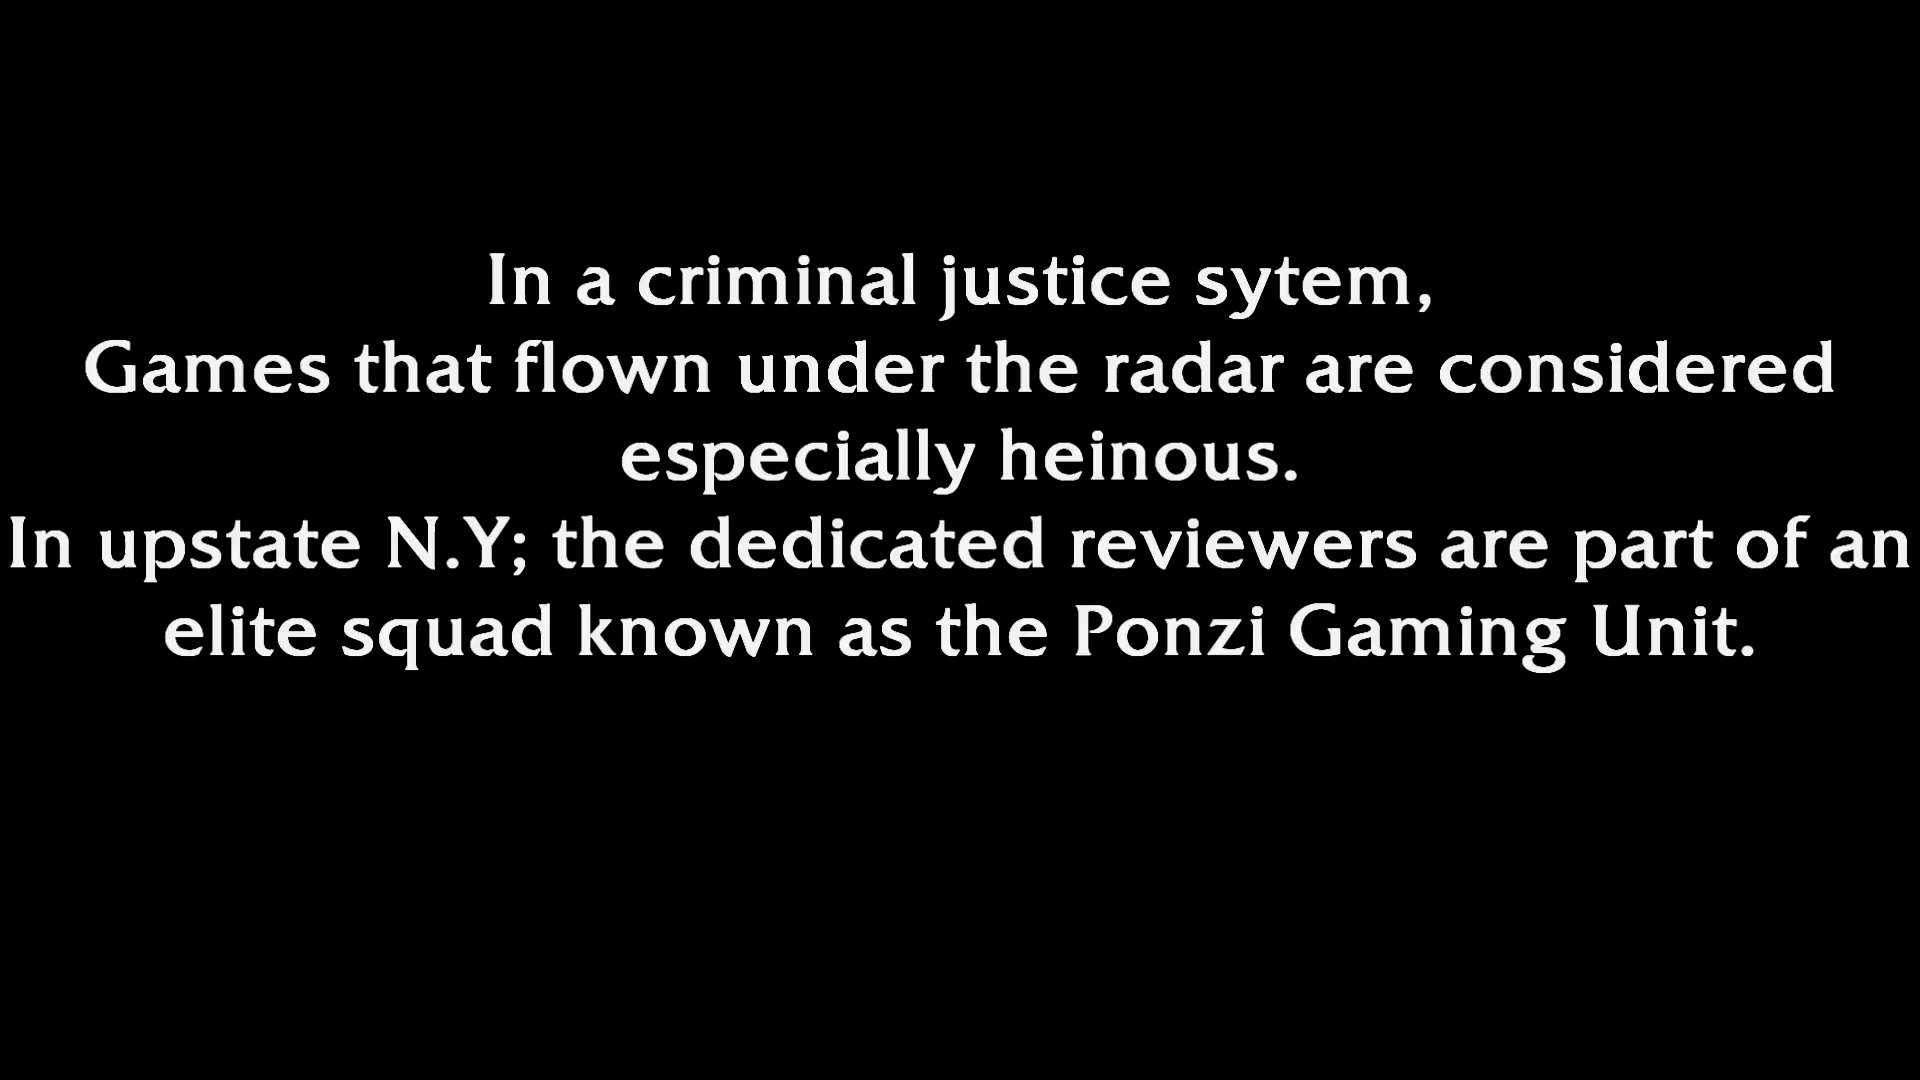 In a criminal justice sytem,
Games that flown under the radar are considered
especially heinous.
In upstate N.Y; the dedicated reviewers are part of an
elite squad known as the Ponzi Gaming Unit.